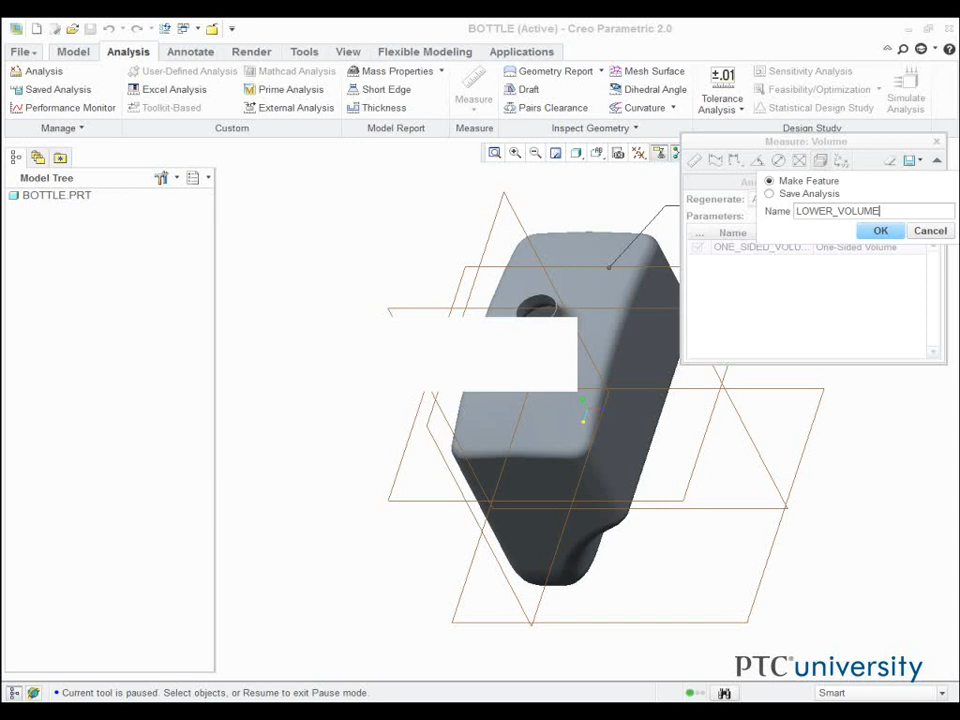 BOTTLE (Active) - Creo Parametric 2.0
File Model Analysis Annotate Render Tools View Flexible Modeling Applications
Analysis User-Defined Analysis Mathcad Analysis Mass Properties Geometry Report Mesh Surface Sensitivity Analysis
Saved Analysis Excel Analysis Prime Analysis Short Edge Draft Dihedral Angle Feasibility/Optimization
Performance Monitor Toolkit-Based External Analysis Thickness Pairs Clearance Curvature Statistical Design Study
Measure
±.01
Tolerance Analysis
Simulate Analysis
Manage Custom Model Report Measure Inspect Geometry Design Study
Measure: Volume
Model Tree
BOTTLE.PRT
Make Feature
Save Analysis
Regenerate:
Name LOWER_VOLUME
Parameters:
OK Cancel
... Name
ONE_SIDED_VOLU... One-Sided Volume
PTC university
• Current tool is paused. Select objects, or Resume to exit Pause mode.
Smart